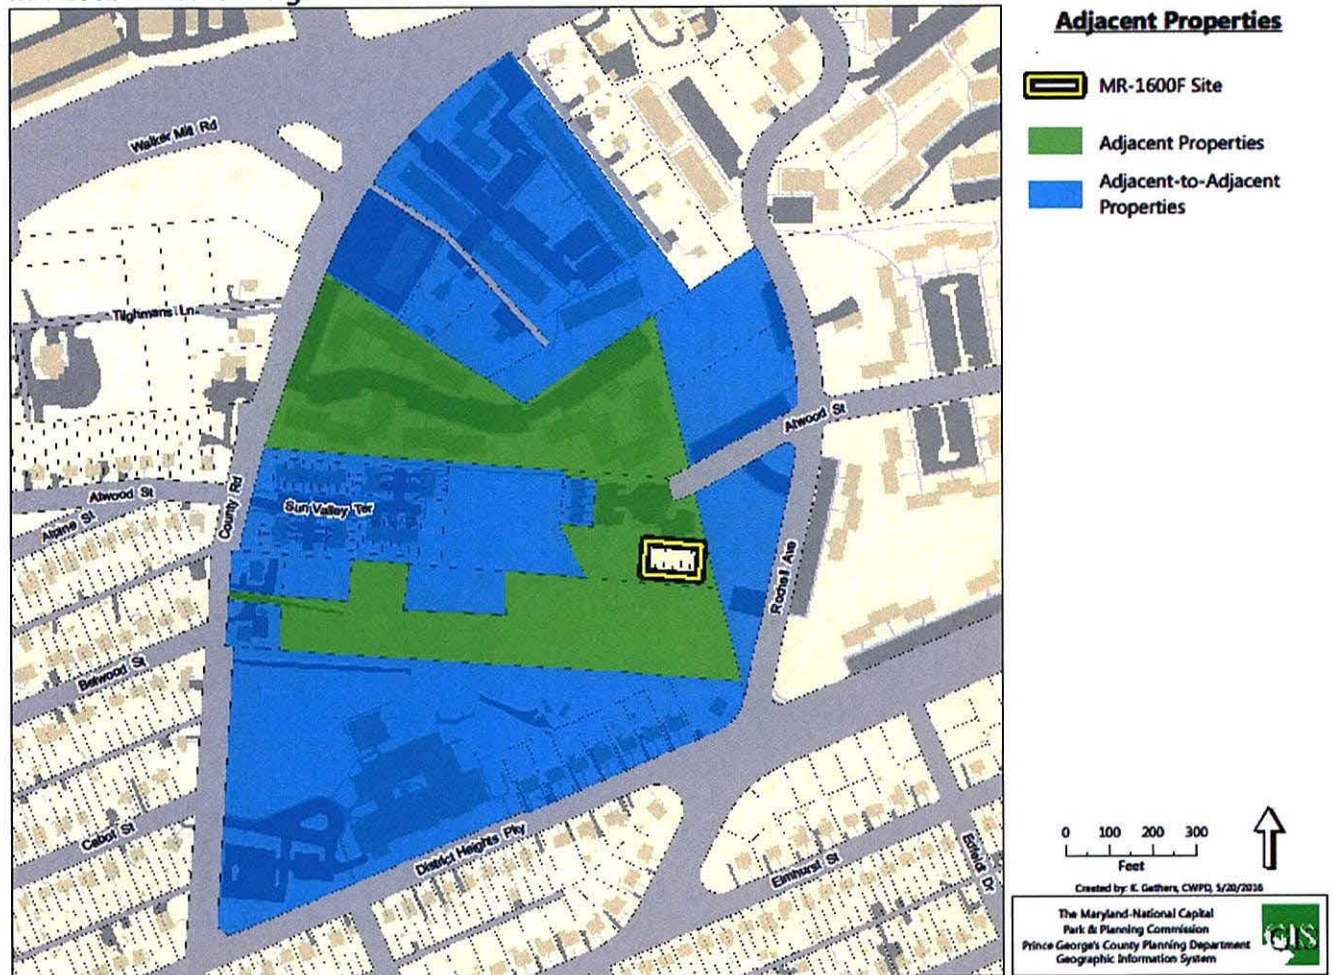 Adjacent Properties
MR-1600F Site
Adjacent Properties
Adjacent-to-Adjacent
Properties
Walker Mill Rd
Tilghmans Ln
Atwood St
Alpine St
County Rd
Sun Valley Ter
Atwood St
Rochell Ave
Belwood St
Cabot St
District Heights Pky
Elmhurst St
Enfield Dr
0 100 200 300
Feet
Created by: K. Gathers, CWPD, 5/20/2016
The Maryland-National Capital
Park & Planning Commission
Prince George's County Planning Department
Geographic Information System
GIS